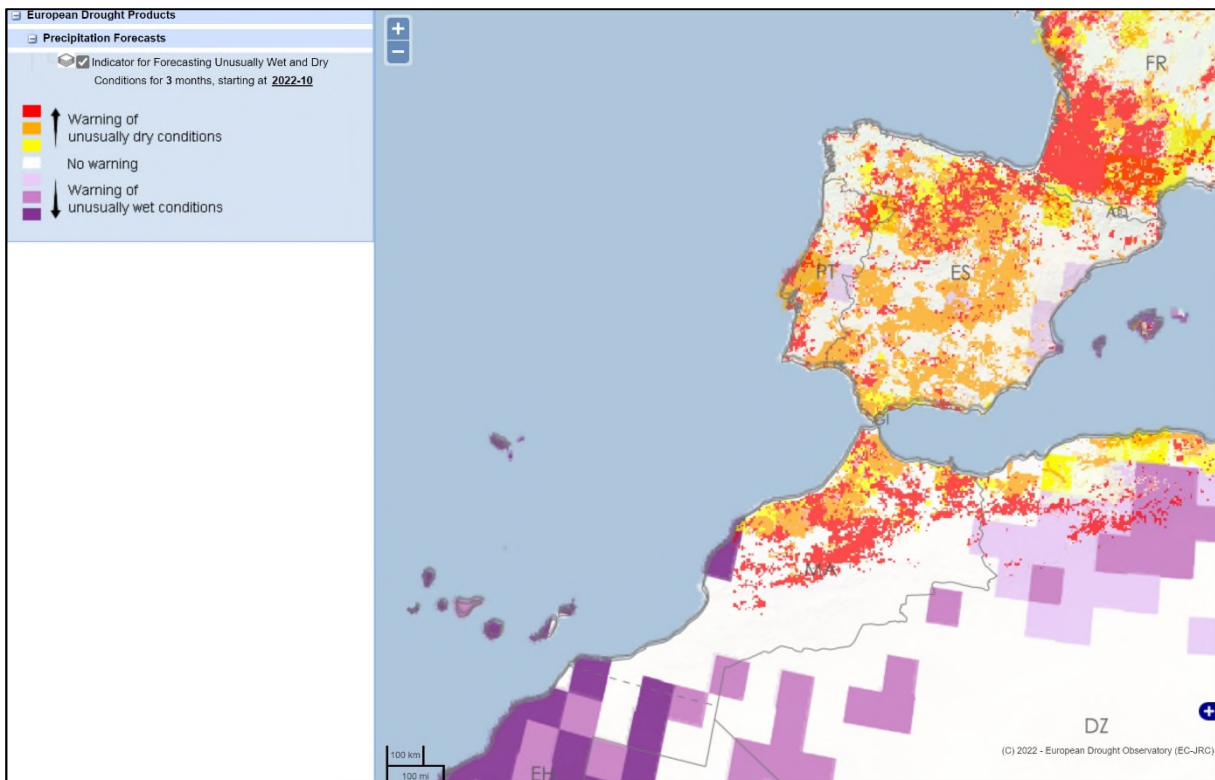 European Drought Products
Precipitation Forecasts
Indicator for Forecasting Unusually Wet and Dry
Conditions for 3 months, starting at 2022-10
Warning of
unusually dry conditions
No warning
Warning of
unusually wet conditions
+
−
FR
AD
PT
ES
GI
MA
DZ
EH
100 km
100 mi
(C) 2022 - European Drought Observatory (EC-JRC)